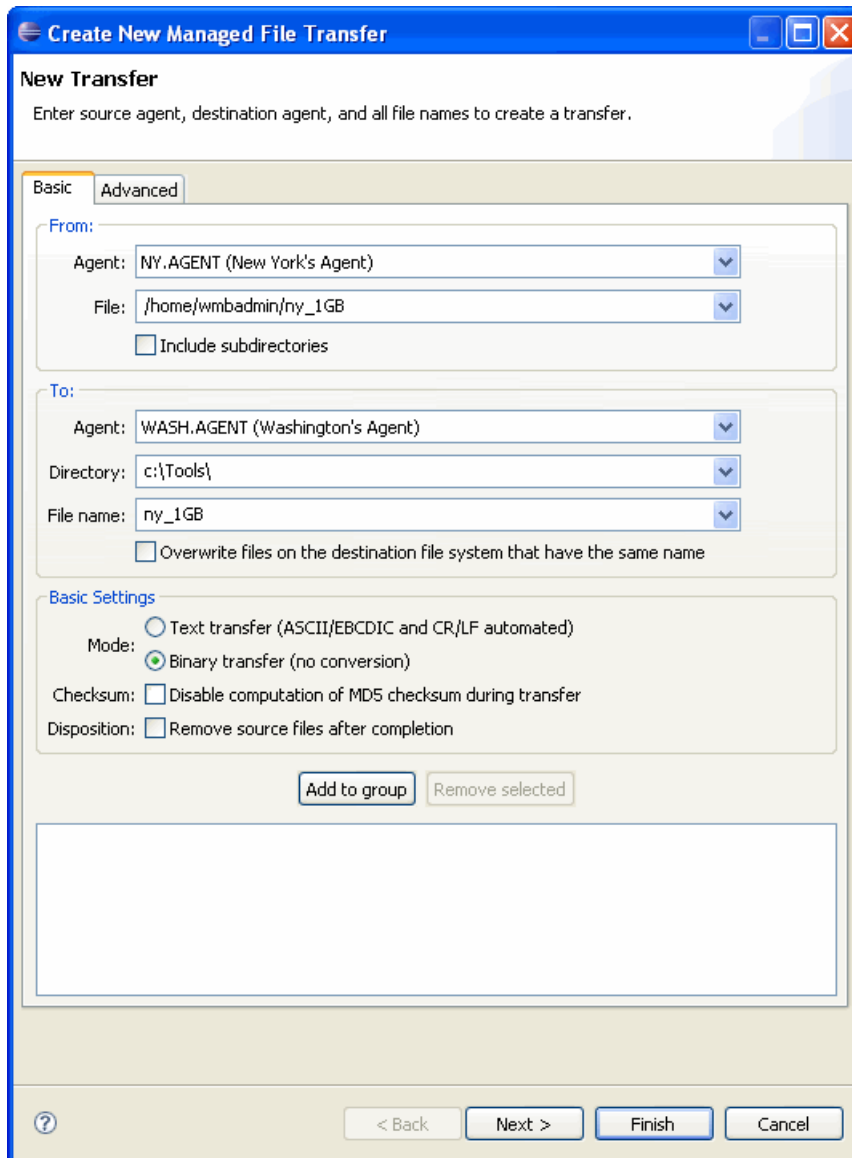 Create New Managed File Transfer
New Transfer
Enter source agent, destination agent, and all file names to create a transfer.
Basic
Advanced
From:
Agent: NY.AGENT (New York's Agent)
File: /home/wmbadmin/ny_1GB
Include subdirectories
To:
Agent: WASH.AGENT (Washington's Agent)
Directory: c:\Tools\
File name: ny_1GB
Overwrite files on the destination file system that have the same name
Basic Settings
Mode:
Text transfer (ASCII/EBCDIC and CR/LF automated)
Binary transfer (no conversion)
Checksum: Disable computation of MD5 checksum during transfer
Disposition: Remove source files after completion
Add to group
Remove selected
?
< Back
Next >
Finish
Cancel